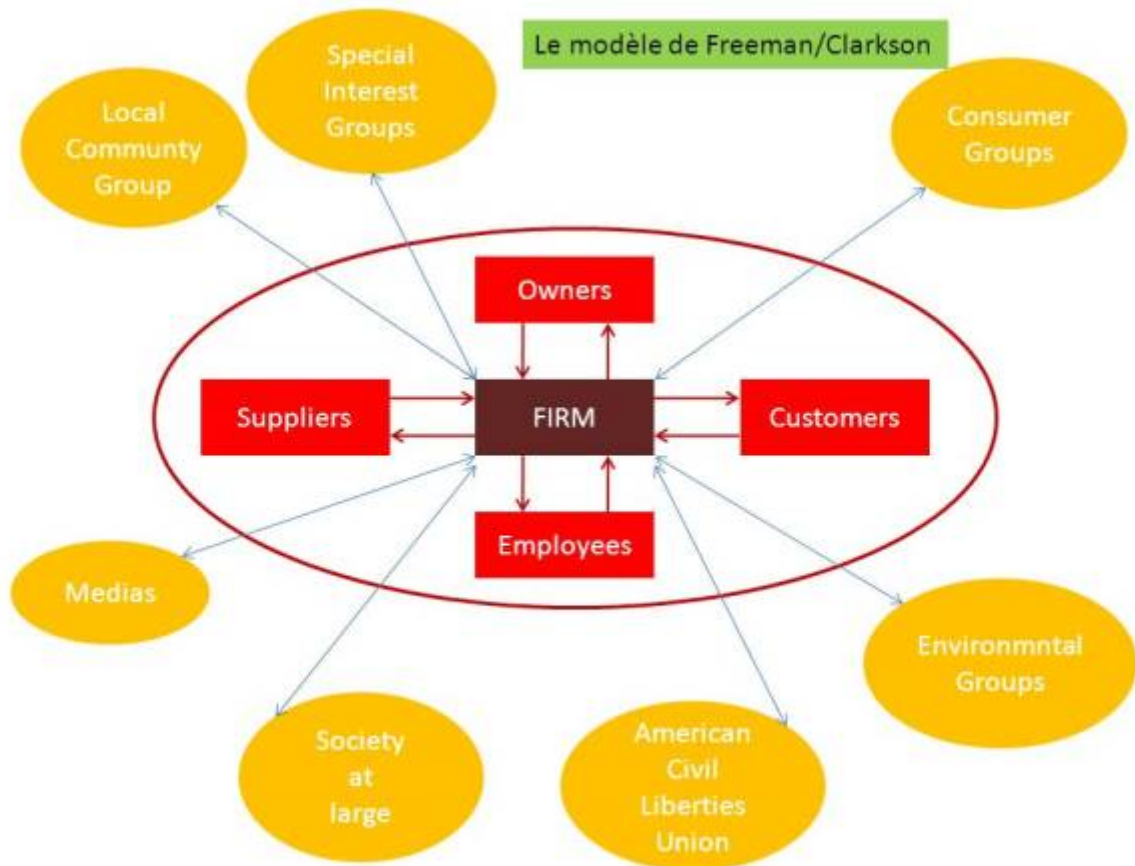 Le modèle de Freeman/Clarkson
Special
Interest
Groups
Local
Communty
Group
Consumer
Groups
Owners
Suppliers
FIRM
Customers
Employees
Medias
Environmntal
Groups
Society
at
large
American
Civil
Liberties
Union